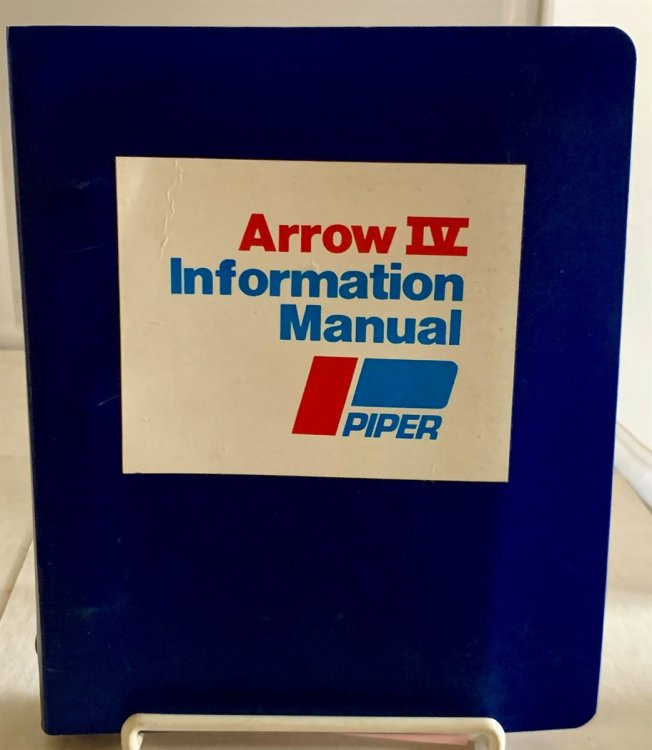 Arrow IV
Information
Manual
PIPER